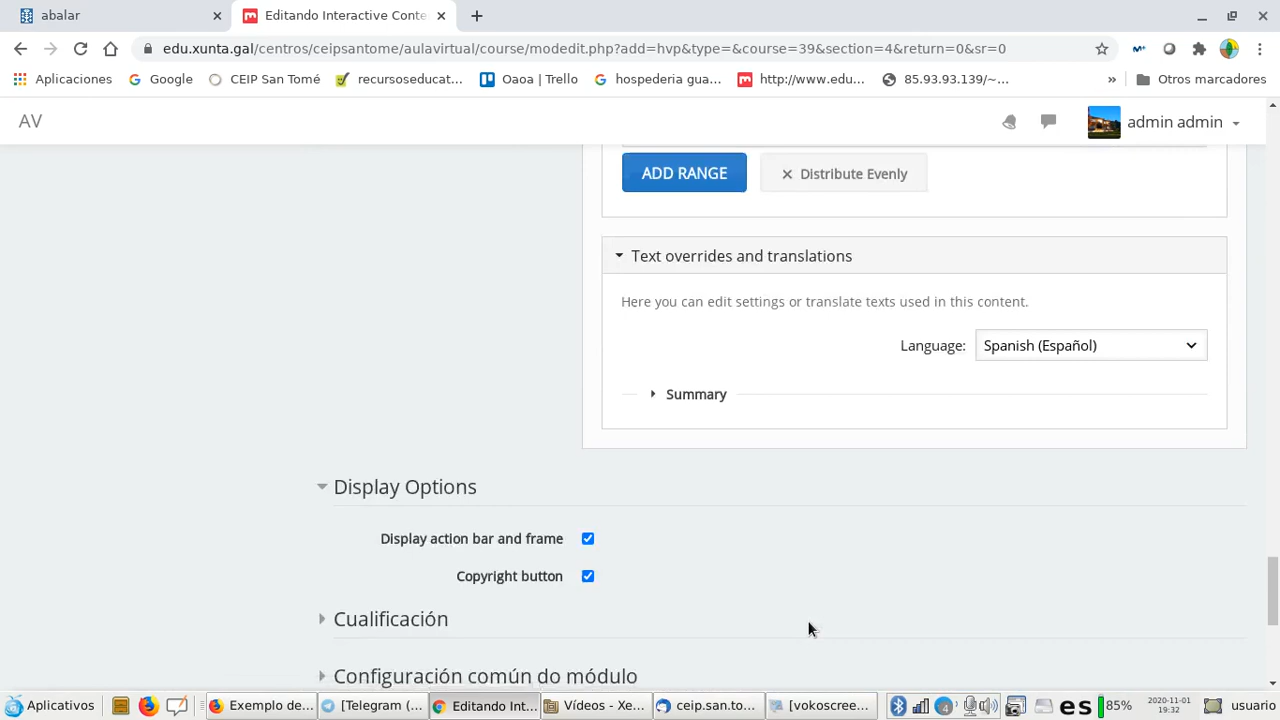 abalar
Editando Interactive Conte
edu.xunta.gal/centros/ceipsantome/aulavirtual/course/modedit.php?add=hvp&type=&course=39&section=4&return=0&sr=0
Aplicaciones
Google
CEIP San Tomé
recursoseducat...
Oaoa | Trello
hospederia gua...
http://www.edu...
85.93.93.139/~...
»
Otros marcadores
AV
admin admin
ADD RANGE
× Distribute Evenly
Text overrides and translations
Here you can edit settings or translate texts used in this content.
Language:
Spanish (Español)
Summary
Display Options
Display action bar and frame
Copyright button
Cualificación
Configuración común do módulo
Aplicativos
Exemplo de...
[Telegram (...
Editando Int...
Vídeos - Xe...
ceip.san.to...
[vokoscree...
4
es
85%
2020-11-01
19:32
usuario